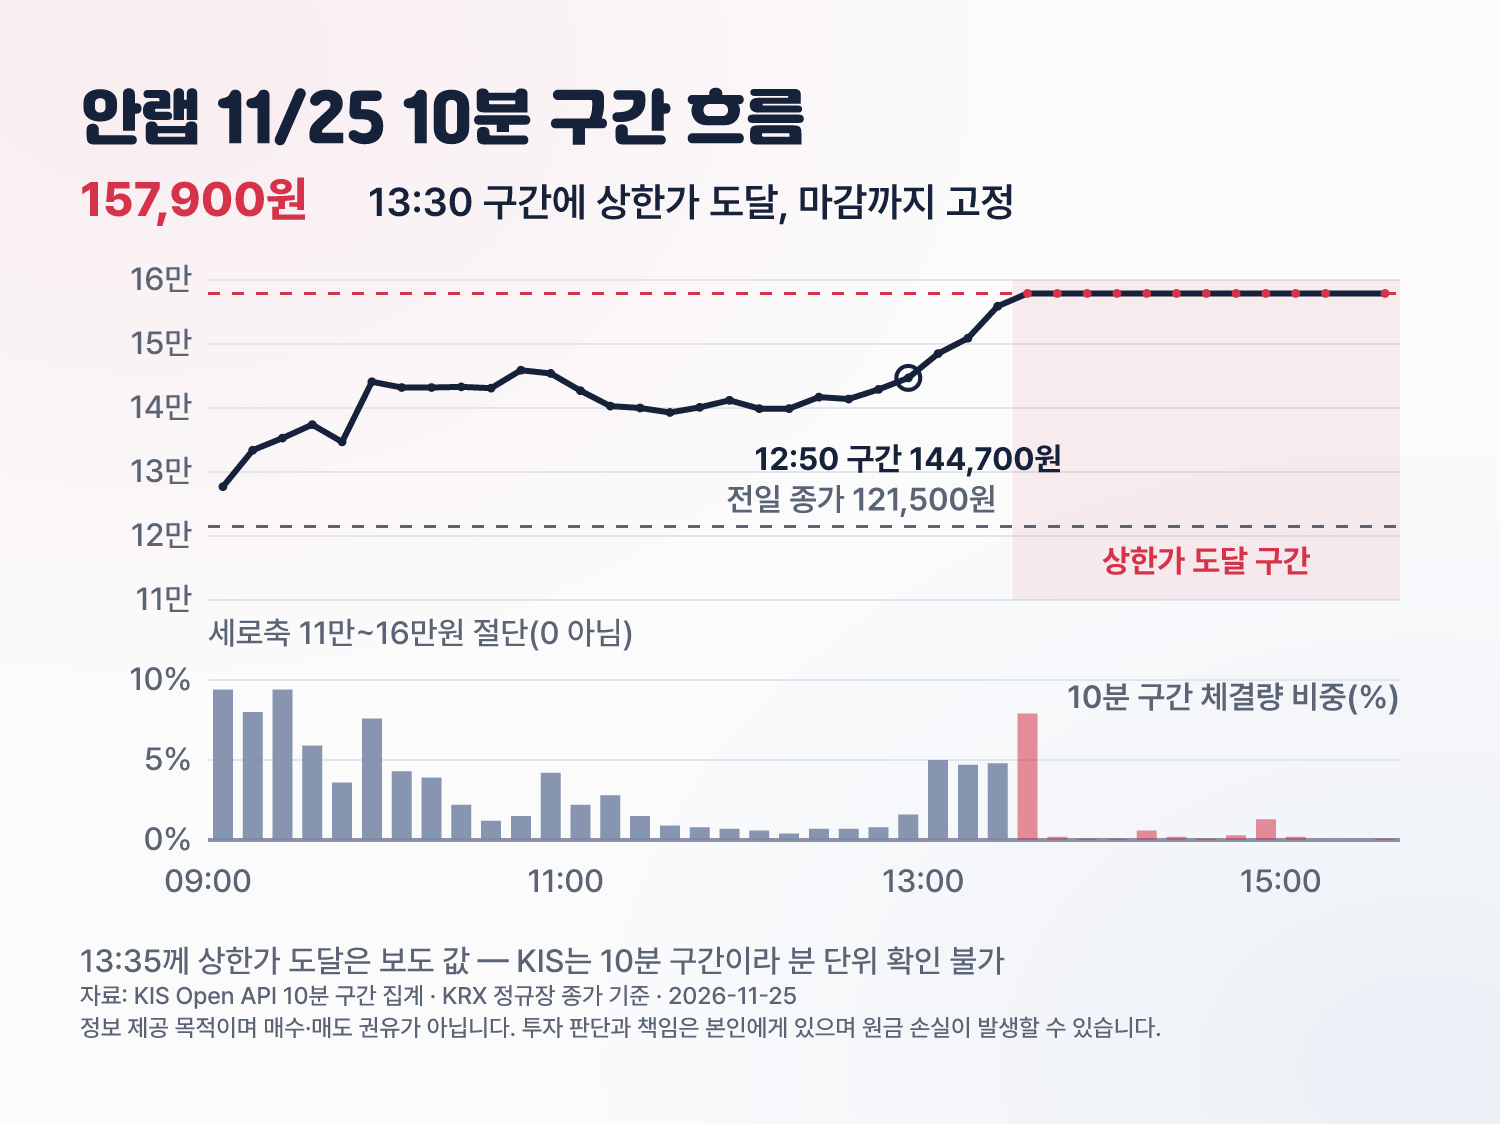 안랩 11/25 10분 구간 흐름
157,900원 13:30 구간에 상한가 도달, 마감까지 고정
16만
15만
14만
13만
12만
11만
12:50 구간 144,700원
전일 종가 121,500원
상한가 도달 구간
세로축 11만~16만원 절단(0 아님)
10%
5%
0%
10분 구간 체결량 비중(%)
09:00 11:00 13:00 15:00
13:35께 상한가 도달은 보도 값 — KIS는 10분 구간이라 분 단위 확인 불가
자료: KIS Open API 10분 구간 집계 · KRX 정규장 종가 기준 · 2026-11-25
정보 제공 목적이며 매수·매도 권유가 아닙니다. 투자 판단과 책임은 본인에게 있으며 원금 손실이 발생할 수 있습니다.